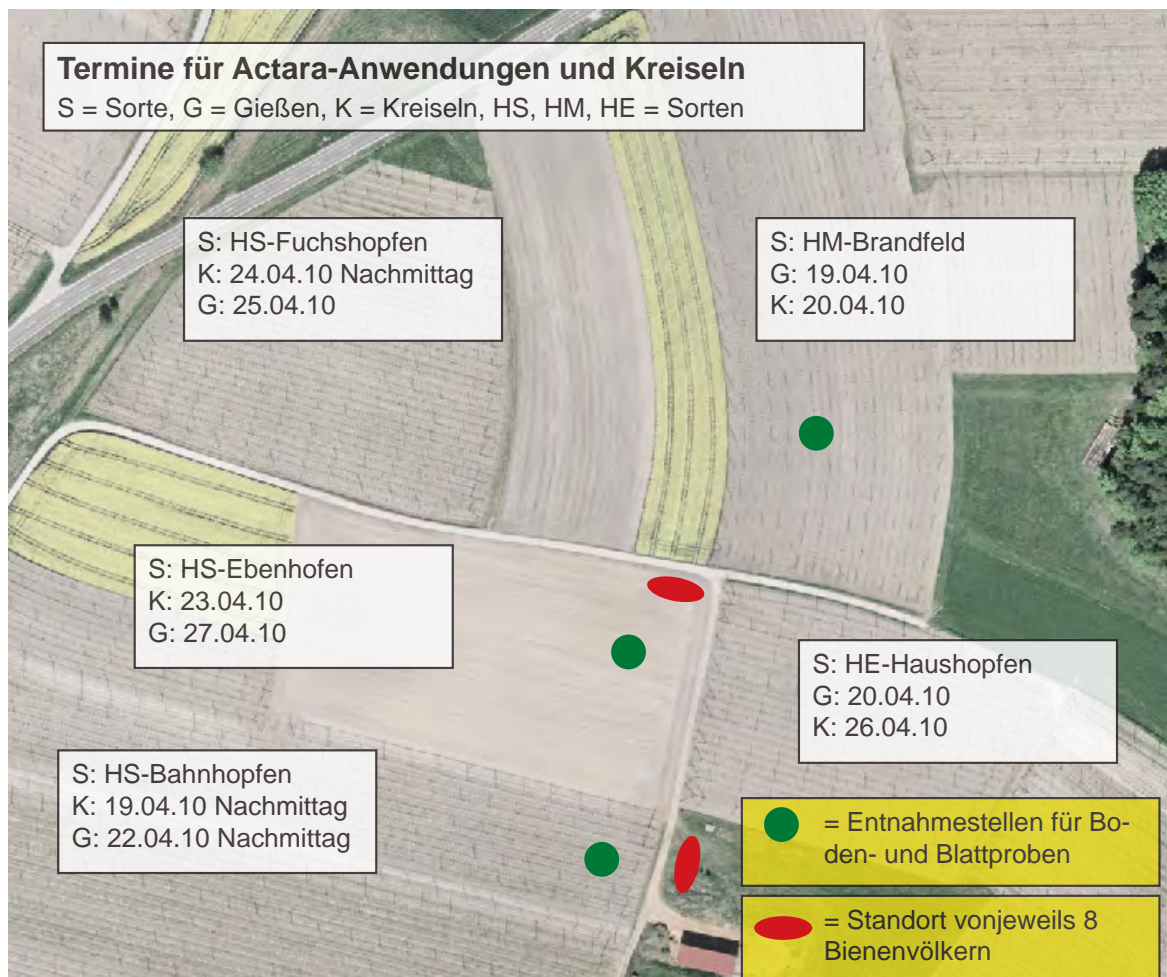 Termine für Actara-Anwendungen und Kreiseln
S = Sorte, G = Gießen, K = Kreiseln, HS, HM, HE = Sorten
S: HS-Fuchshopfen
K: 24.04.10 Nachmittag
G: 25.04.10
S: HM-Brandfeld
G: 19.04.10
K: 20.04.10
S: HS-Ebenhofen
K: 23.04.10
G: 27.04.10
S: HE-Haushopfen
G: 20.04.10
K: 26.04.10
S: HS-Bahnhopfen
K: 19.04.10 Nachmittag
G: 22.04.10 Nachmittag
= Entnahmestellen für Bo-
den- und Blattproben
= Standort vonjeweils 8
Bienenvölkern